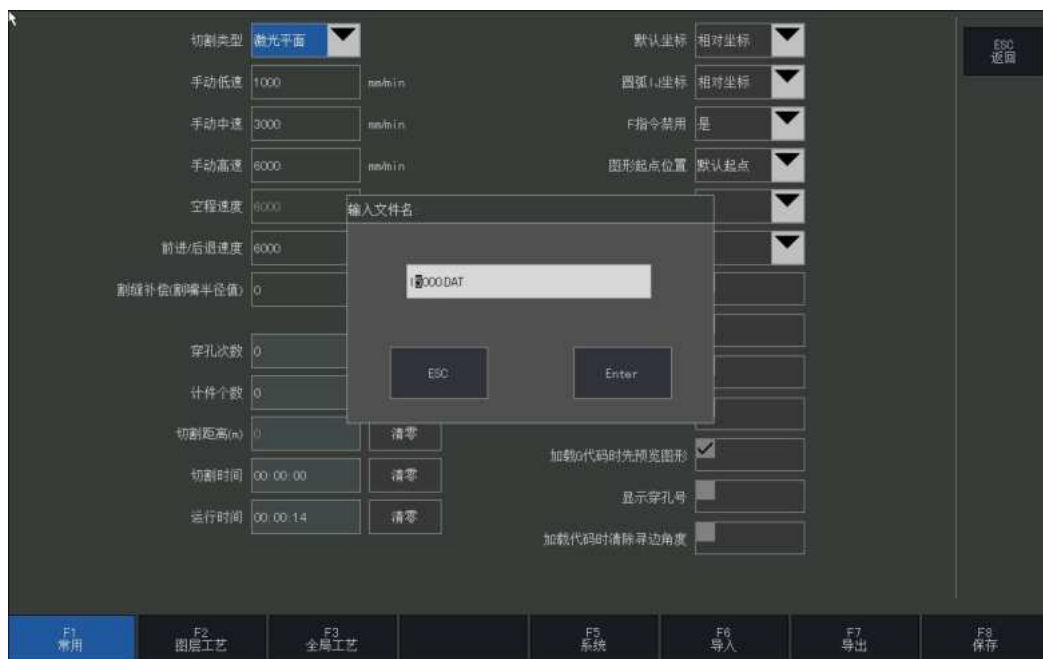 切割类型 激光平面
默认坐标 相对坐标
ESC
返回
手动低速 1000 mm/min
圆弧IJ坐标 相对坐标
手动中速 3000 mm/min
F指令禁用 是
手动高速 6000 mm/min
图形起点位置 默认起点
空程速度 6000
输入文件名
前进/后退速度 6000
割缝补偿(割嘴半径值) 0
000.DAT
穿孔次数 0
ESC
Enter
计件个数 0
切割距离(m) 0 清零
加载G代码时先预览图形
切割时间 00:00:00 清零
显示穿孔号
运行时间 00:00:14 清零
加载代码时清除寻边角度
F1
常用
F2
图层工艺
F3
全局工艺
F5
系统
F6
导入
F7
导出
F8
保存